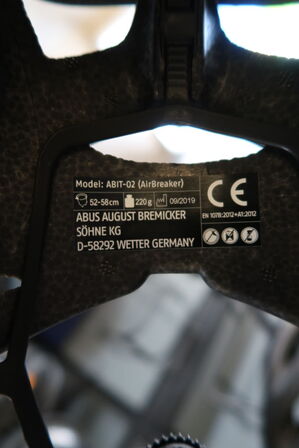 Model: ABIT-02 (AirBreaker)
52-58cm 220g 09/2019
ABUS AUGUST BREMICKER
SÖHNE KG
D-58292 WETTER GERMANY
CE
EN 1078:2012+A1:2012